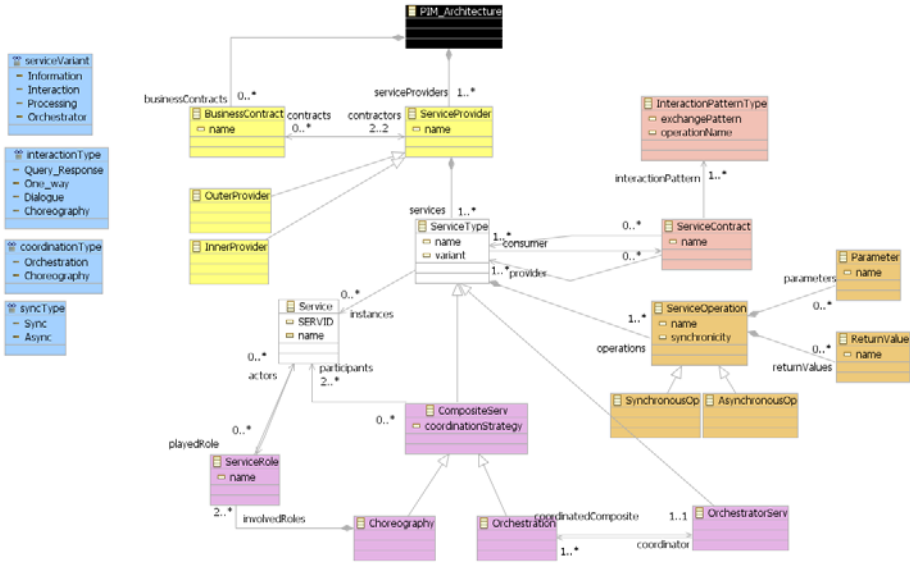 PIM_Architecture
serviceVariant
Information
Interaction
Processing
Orchestrator
businessContracts
0..*
serviceProviders
1..*
BusinessContract
name
contracts
0..*
contractors
2..2
ServiceProvider
name
InteractionPatternType
exchangePattern
operationName
interactionType
Query_Response
One_way
Dialogue
Choreography
OuterProvider
InnerProvider
interactionPattern
1..*
services
1..*
ServiceType
name
variant
1..*
consumer
0..*
ServiceContract
name
0..*
1..*
provider
coordinationType
Orchestration
Choreography
Parameter
name
parameters
0..*
syncType
Sync
Async
Service
SERVID
name
0..*
instances
1..*
operations
ServiceOperation
name
synchronicity
0..*
returnValues
ReturnValue
name
0..*
actors
participants
2..*
SynchronousOp
AsynchronousOp
0..*
CompositeServ
coordinationStrategy
0..*
playedRole
ServiceRole
name
2..*
involvedRoles
Choreography
Orchestration
coordinatedComposite
1..*
1..1
coordinator
OrchestratorServ